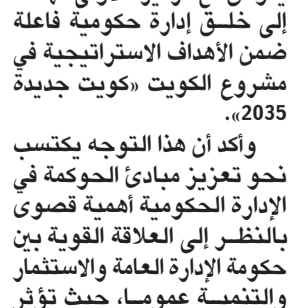 إلى خلق إدارة حكومية فاعلة
ضمن الأهداف الاستراتيجية في
مشروع الكويت «كويت جديدة
2035».
وأكد أن هذا التوجه يكتسب
نحو تعزيز مبادئ الحوكمة في
الإدارة الحكومية أهمية قصوى
بالنظر إلى العلاقة القوية بين
حكومة الإدارة العامة والاستثمار
والتنمية عموما، حيث تؤثر